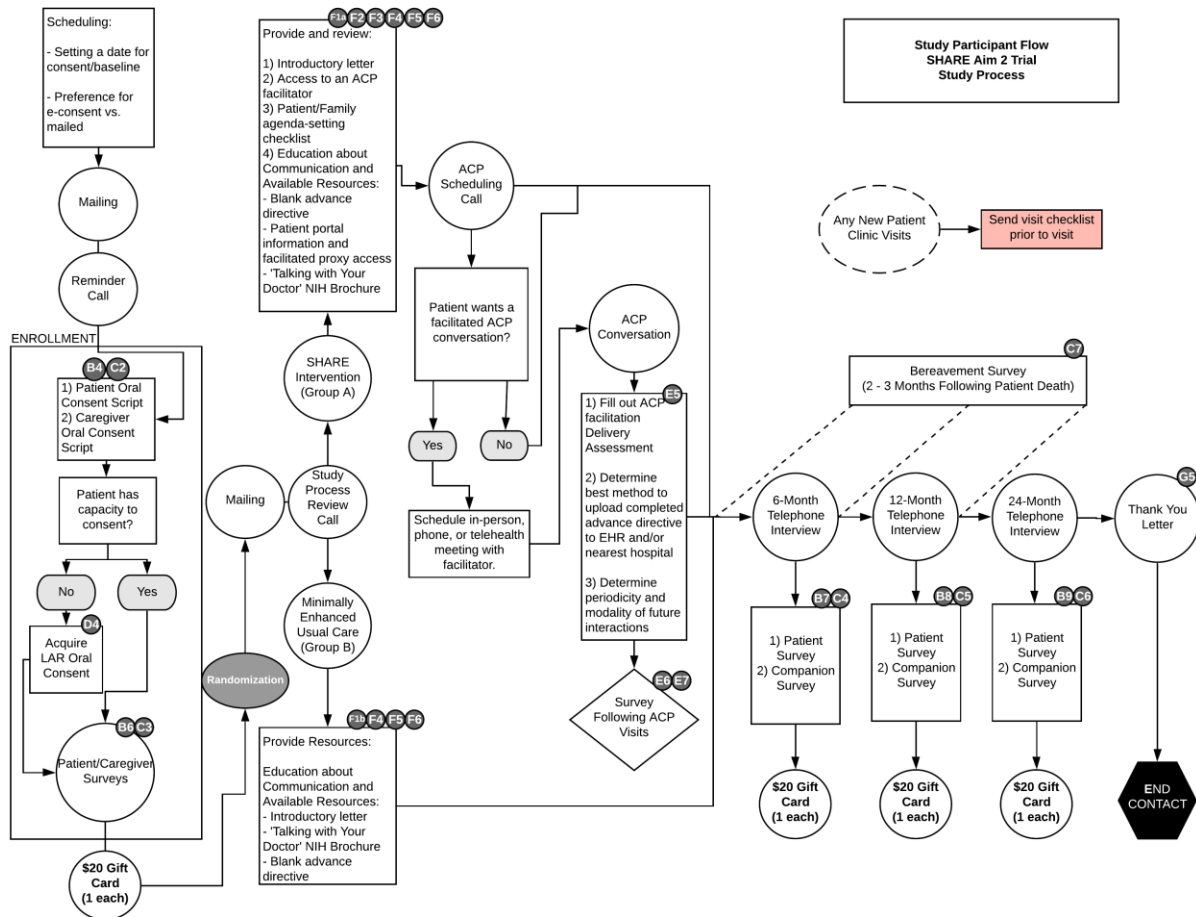 Scheduling:
- Setting a date for
consent/baseline
- Preference for
e-consent vs.
mailed
Mailing
Reminder
Call
ENROLLMENT
B4 C2
1) Patient Oral
Consent Script
2) Caregiver
Oral Consent
Script
Patient has
capacity to
consent?
No
Yes
D4
Acquire
LAR Oral
Consent
B6 C3
Patient/Caregiver
Surveys
$20 Gift
Card
(1 each)
Randomization
Mailing
Study
Process
Review
Call
SHARE
Intervention
(Group A)
F1a F2 F3 F4 F5 F6
Provide and review:
1) Introductory letter
2) Access to an ACP
facilitator
3) Patient/Family
agenda-setting
checklist
4) Education about
Communication and
Available Resources:
- Blank advance
directive
- Patient portal
information and
facilitated proxy access
- 'Talking with Your
Doctor' NIH Brochure
Minimally
Enhanced
Usual Care
(Group B)
F1b F4 F5 F6
Provide Resources:
Education about
Communication and
Available Resources:
- Introductory letter
- 'Talking with Your
Doctor' NIH Brochure
- Blank advance
directive
ACP
Scheduling
Call
Patient wants a
facilitated ACP
conversation?
Yes
No
Schedule in-person,
phone, or telehealth
meeting with
facilitator.
ACP
Conversation
E5
1) Fill out ACP
facilitation
Delivery
Assessment
2) Determine
best method to
upload completed
advance directive
to EHR and/or
nearest hospital
3) Determine
periodicity and
modality of future
interactions
E6 E7
Survey
Following ACP
Visits
Study Participant Flow
SHARE Aim 2 Trial
Study Process
Any New Patient
Clinic Visits
Send visit checklist
prior to visit
C7
Bereavement Survey
(2 - 3 Months Following Patient Death)
6-Month
Telephone
Interview
B7 C4
1) Patient
Survey
2) Companion
Survey
$20 Gift
Card
(1 each)
12-Month
Telephone
Interview
B8 C5
1) Patient
Survey
2) Companion
Survey
$20 Gift
Card
(1 each)
24-Month
Telephone
Interview
B9 C6
1) Patient
Survey
2) Companion
Survey
$20 Gift
Card
(1 each)
G5
Thank You
Letter
END
CONTACT